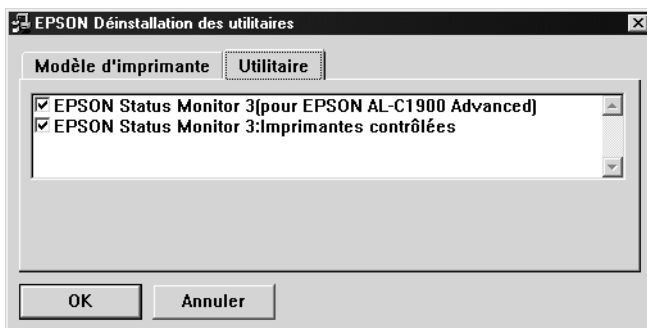 EPSON Déinstallation des utilitaires
Modèle d'imprimante Utilitaire
EPSON Status Monitor 3(pour EPSON AL-C1900 Advanced)
EPSON Status Monitor 3:Imprimantes contrôlées
OK Annuler